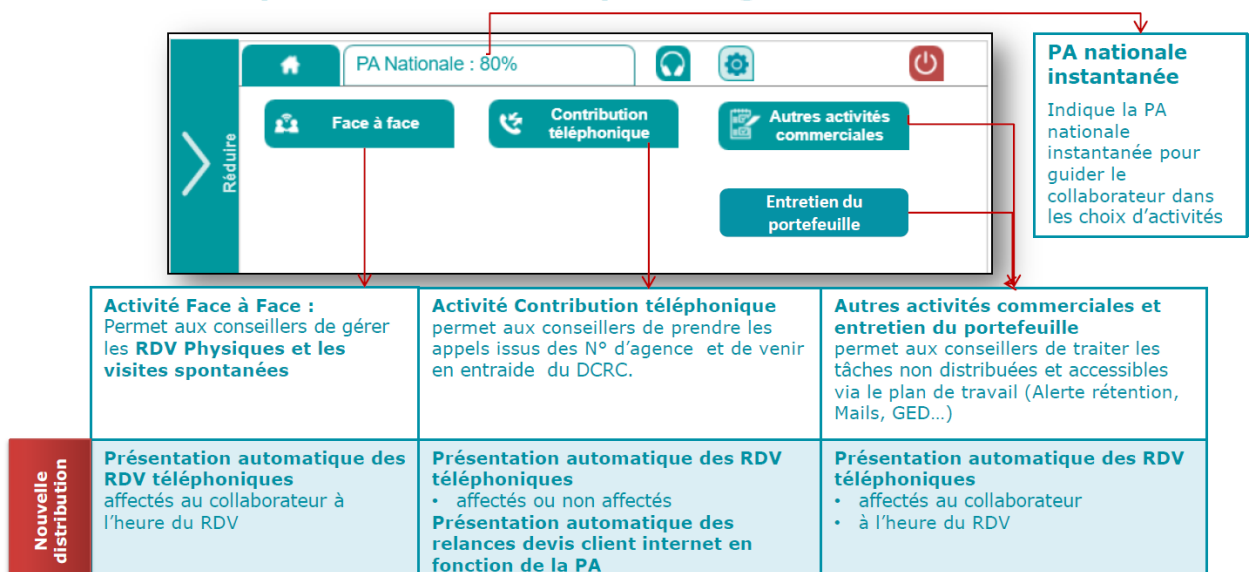 PA Nationale : 80%
Réduire
Face à face
Contribution
téléphonique
Autres activités
commerciales
Entretien du
portefeuille
PA nationale
instantanée
Indique la PA
nationale
instantanée pour
guider le
collaborateur dans
les choix d’activités
Activité Face à Face :
Permet aux conseillers de gérer
les RDV Physiques et les
visites spontanées
Activité Contribution téléphonique
permet aux conseillers de prendre les
appels issus des N° d’agence et de venir
en entraide du DCRC.
Autres activités commerciales et
entretien du portefeuille
permet aux conseillers de traiter les
tâches non distribuées et accessibles
via le plan de travail (Alerte rétention,
Mails, GED…)
Nouvelle
distribution
Présentation automatique des
RDV téléphoniques
affectés au collaborateur à
l’heure du RDV
Présentation automatique des RDV
téléphoniques
• affectés ou non affectés
Présentation automatique des
relances devis client internet en
fonction de la PA
Présentation automatique des RDV
téléphoniques
• affectés au collaborateur
• à l’heure du RDV